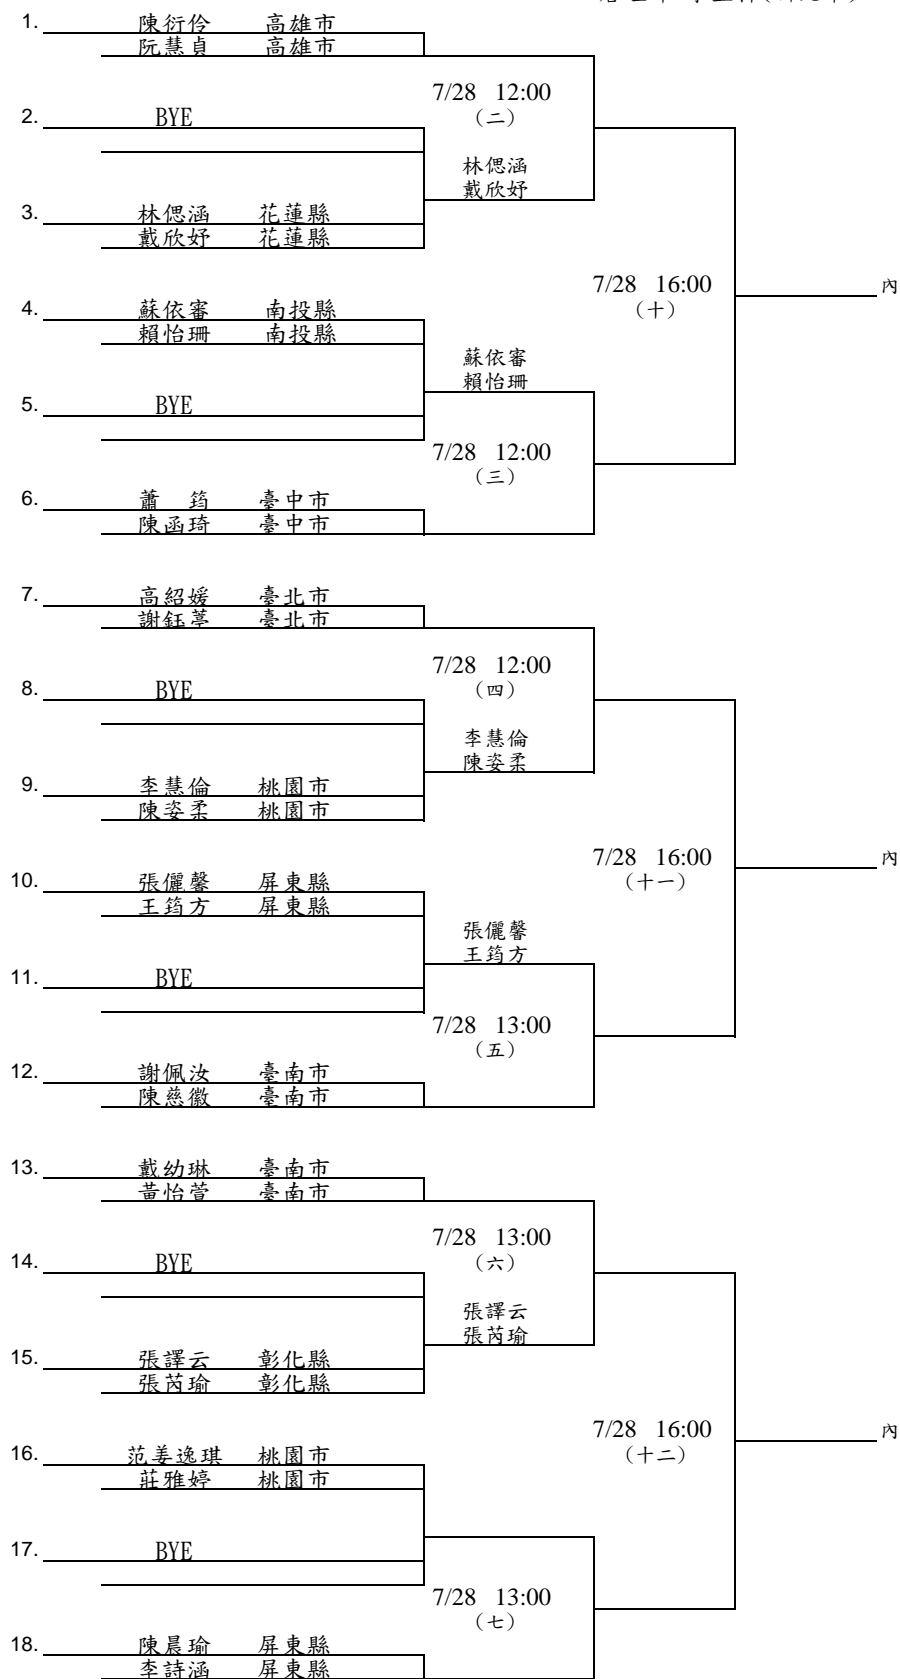 1. 陳衍伶 高雄市
阮慧貞 高雄市
7/28 12:00
2. BYE
（二）
林偲涵
戴欣妤
3. 林偲涵 花蓮縣
戴欣妤 花蓮縣
7/28 16:00
內
4. 蘇依審 南投縣
（十）
賴怡珊 南投縣
蘇依審
賴怡珊
5. BYE
7/28 12:00
（三）
6. 蕭 筠 臺中市
陳函琦 臺中市
7. 高紹媛 臺北市
謝鈺葶 臺北市
7/28 12:00
8. BYE
（四）
李慧倫
陳姿柔
9. 李慧倫 桃園市
陳姿柔 桃園市
7/28 16:00
內
10. 張儷馨 屏東縣
（十一）
王筠方 屏東縣
張儷馨
王筠方
11. BYE
7/28 13:00
（五）
12. 謝佩汝 臺南市
陳慈徽 臺南市
13. 戴幼琳 臺南市
黃怡萱 臺南市
7/28 13:00
14. BYE
（六）
張譯云
張芮瑜
15. 張譯云 彰化縣
張芮瑜 彰化縣
7/28 16:00
內
16. 范姜逸琪 桃園市
（十二）
莊雅婷 桃園市
17. BYE
7/28 13:00
（七）
18. 陳晨瑜 屏東縣
李詩涵 屏東縣